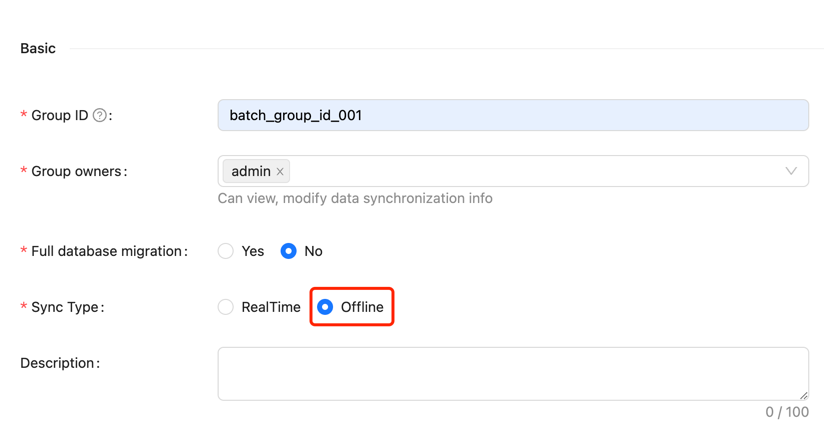 Basic
* Group ID ? :
batch_group_id_001
* Group owners :
admin ×
Can view, modify data synchronization info
* Full database migration : Yes No
* Sync Type : RealTime Offline
Description :
0 / 100